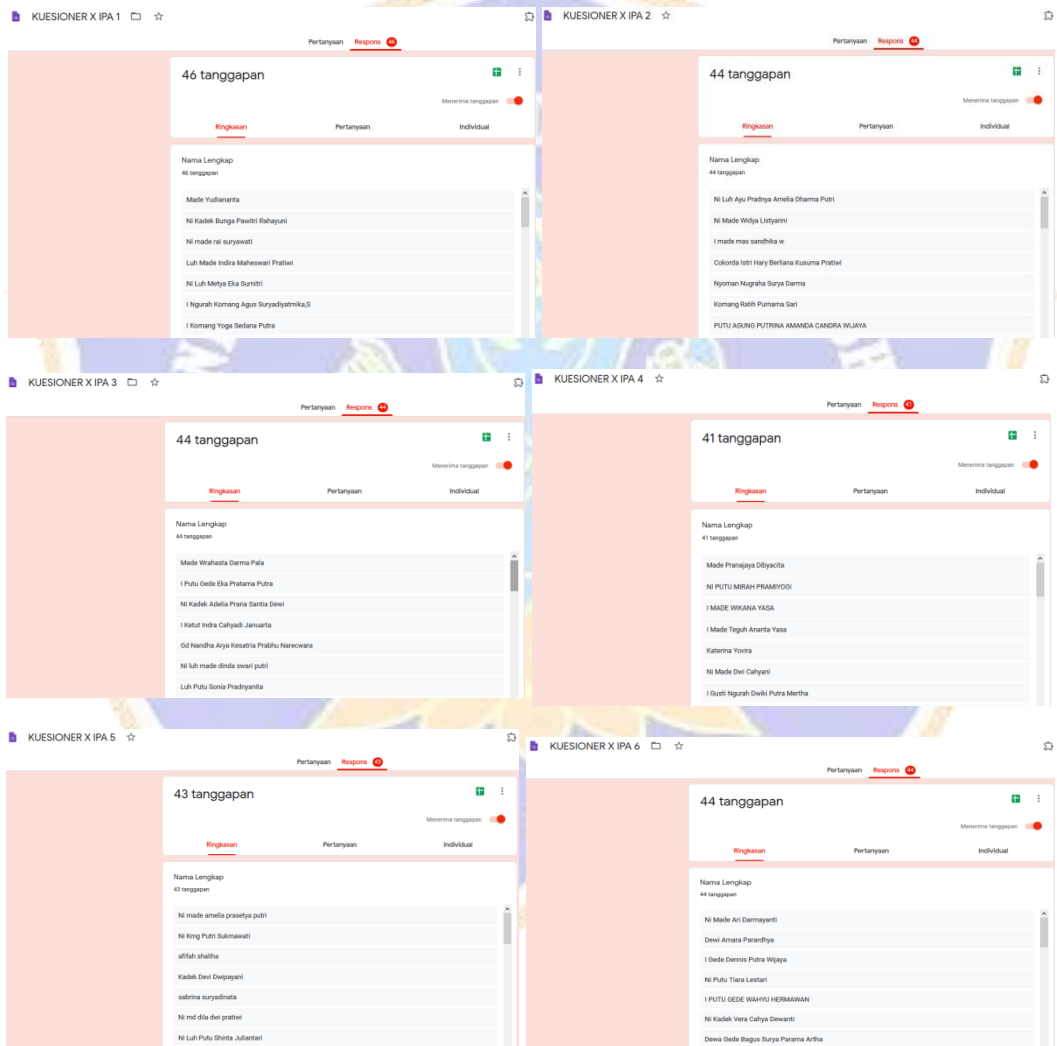 KUESIONER X IPA 1
Pertanyaan Respons 46
46 tanggapan
Menerima tanggapan
Ringkasan Pertanyaan Individual
Nama Lengkap
46 tanggapan
Made Yudiananta
Ni Kadek Bunga Pawitri Rahayuni
Ni made rai suryawati
Luh Made Indira Maheswari Pratiwi
Ni Luh Metya Eka Sumitri
I Ngurah Komang Agus Suryadiyatmika,S
I Komang Yoga Sedana Putra
KUESIONER X IPA 2
Pertanyaan Respons 44
44 tanggapan
Menerima tanggapan
Ringkasan Pertanyaan Individual
Nama Lengkap
44 tanggapan
Ni Luh Ayu Pradnya Amelia Dharma Putri
Ni Made Widya Listyarini
I made mas sandhika w
Cokorda Istri Hary Berliana Kusuma Pratiwi
Nyoman Nugraha Surya Darma
Komang Ratih Purnama Sari
PUTU AGUNG PUTRINA AMANDA CANDRA WIJAYA
KUESIONER X IPA 3
Pertanyaan Respons 44
44 tanggapan
Menerima tanggapan
Ringkasan Pertanyaan Individual
Nama Lengkap
44 tanggapan
Made Wrahasta Darma Pala
I Putu Gede Eka Pratama Putra
Ni Kadek Adelia Prana Santia Dewi
I Ketut Indra Cahyadi Januarta
Gd Nandha Arya Kesatria Prabhu Narecwara
Ni luh made dinda swari putri
Luh Putu Sonia Pradnyanita
KUESIONER X IPA 4
Pertanyaan Respons 41
41 tanggapan
Menerima tanggapan
Ringkasan Pertanyaan Individual
Nama Lengkap
41 tanggapan
Made Pranajaya Dibyacita
NI PUTU MIRAH PRAMIYOGI
I MADE WIKANA YASA
I Made Teguh Ananta Yasa
Katerina Yovira
Ni Made Dwi Cahyani
I Gusti Ngurah Dwiki Putra Mertha
KUESIONER X IPA 5
Pertanyaan Respons 43
43 tanggapan
Menerima tanggapan
Ringkasan Pertanyaan Individual
Nama Lengkap
43 tanggapan
Ni made amelia prasetya putri
Ni Kmg Putri Sukmawati
afifah shaliha
Kadek Devi Dwipayani
sabrina suryadinata
Ni md dila dwi pratiwi
Ni Luh Putu Shinta Juliantari
KUESIONER X IPA 6
Pertanyaan Respons 44
44 tanggapan
Menerima tanggapan
Ringkasan Pertanyaan Individual
Nama Lengkap
44 tanggapan
Ni Made Ari Darmayanti
Dewi Amara Parardhya
I Gede Dennis Putra Wijaya
Ni Putu Tiara Lestari
I PUTU GEDE WAHYU HERMAWAN
Ni Kadek Vera Cahya Dewanti
Dewa Gede Bagus Surya Parama Artha